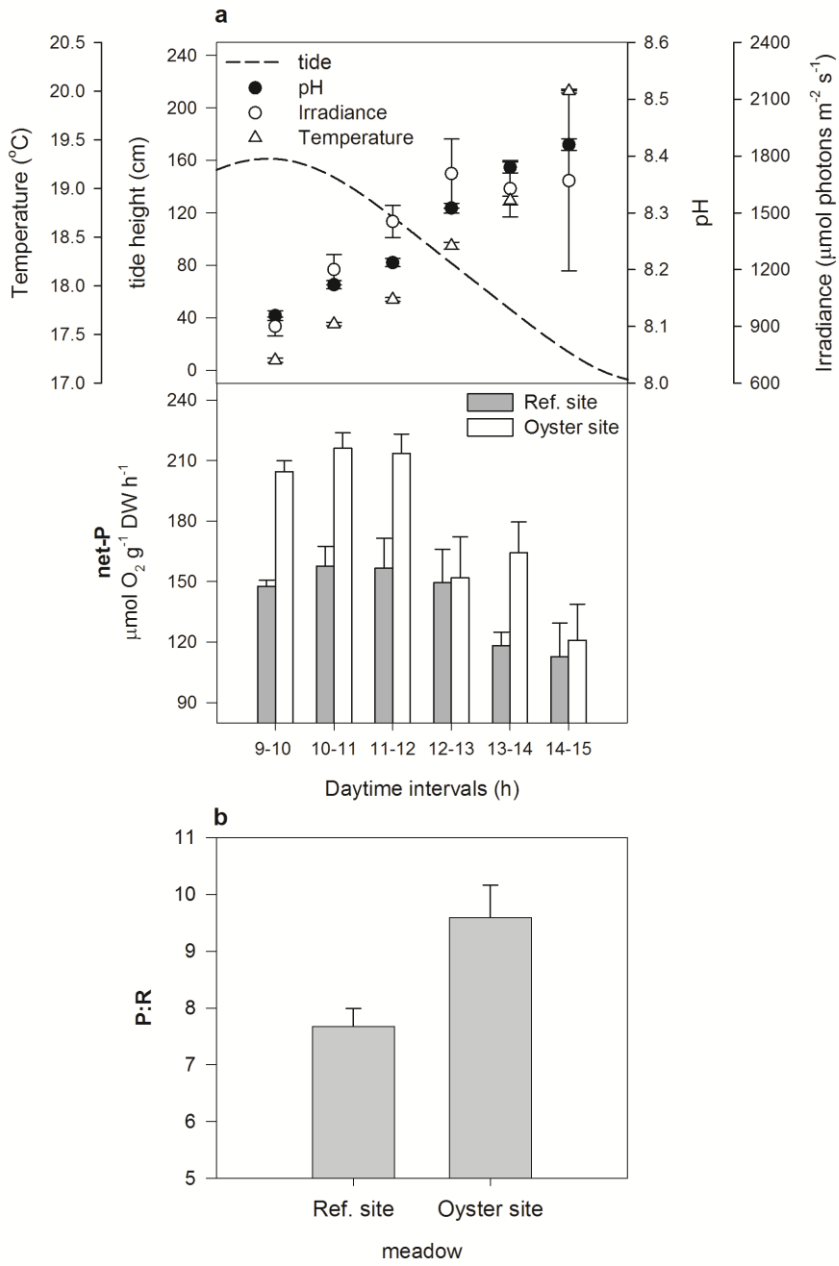 a
20.5
20.0
19.5
19.0
18.5
18.0
17.5
17.0
Temperature (°C)
240
200
160
120
80
40
0
tide height (cm)
tide
pH
Irradiance
Temperature
8.6
8.5
8.4
8.3
8.2
8.1
8.0
pH
2400
2100
1800
1500
1200
900
600
Irradiance (μmol photons m⁻² s⁻¹)
240
210
180
150
120
90
net-P
μmol O₂ g⁻¹ DW h⁻¹
Ref. site
Oyster site
9-10 10-11 11-12 12-13 13-14 14-15
Daytime intervals (h)
b
11
10
9
8
7
6
5
P:R
Ref. site Oyster site
meadow